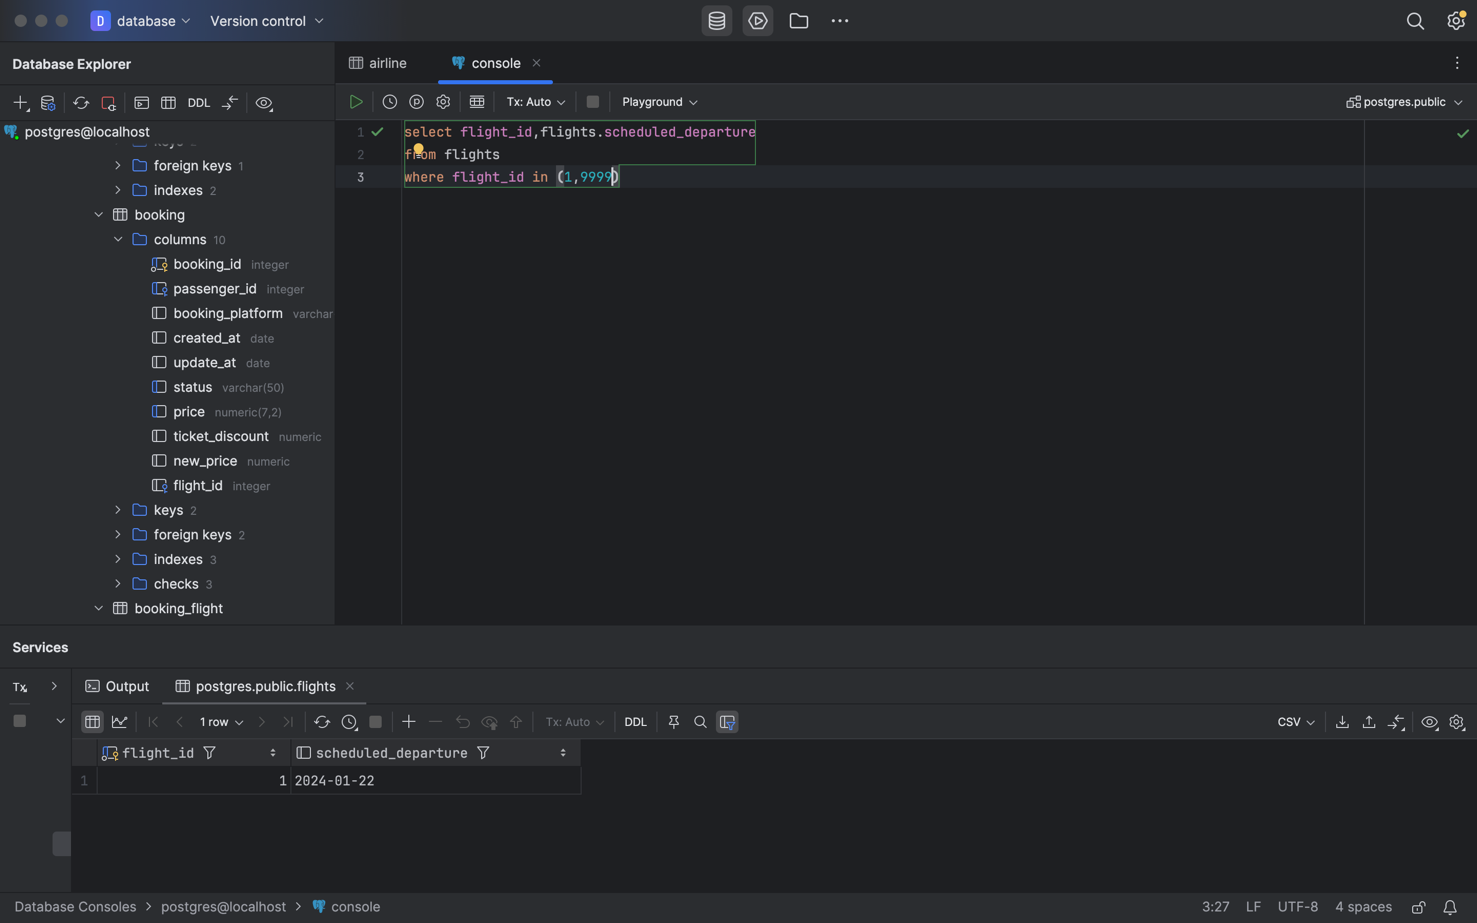 D database Version control
Database Explorer
airline
console
DDL
Tx: Auto
Playground
postgres.public
postgres@localhost
foreign keys 1
indexes 2
booking
columns 10
booking_id integer
passenger_id integer
booking_platform varchar
created_at date
update_at date
status varchar(50)
price numeric(7,2)
ticket_discount numeric
new_price numeric
flight_id integer
keys 2
foreign keys 2
indexes 3
checks 3
booking_flight
1 select flight_id,flights.scheduled_departure
2 from flights
3 where flight_id in (1,9999)
Services
Tx
Output
postgres.public.flights
1 row
Tx: Auto
DDL
CSV
flight_id scheduled_departure
1 1 2024-01-22
Database Consoles > postgres@localhost > console
3:27 LF UTF-8 4 spaces